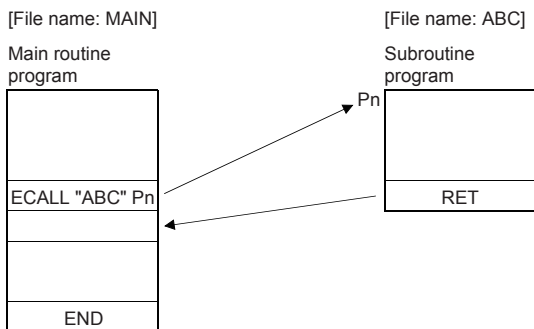 [File name: MAIN]
[File name: ABC]
Main routine
program
Subroutine
program
Pn
ECALL "ABC" Pn
RET
END